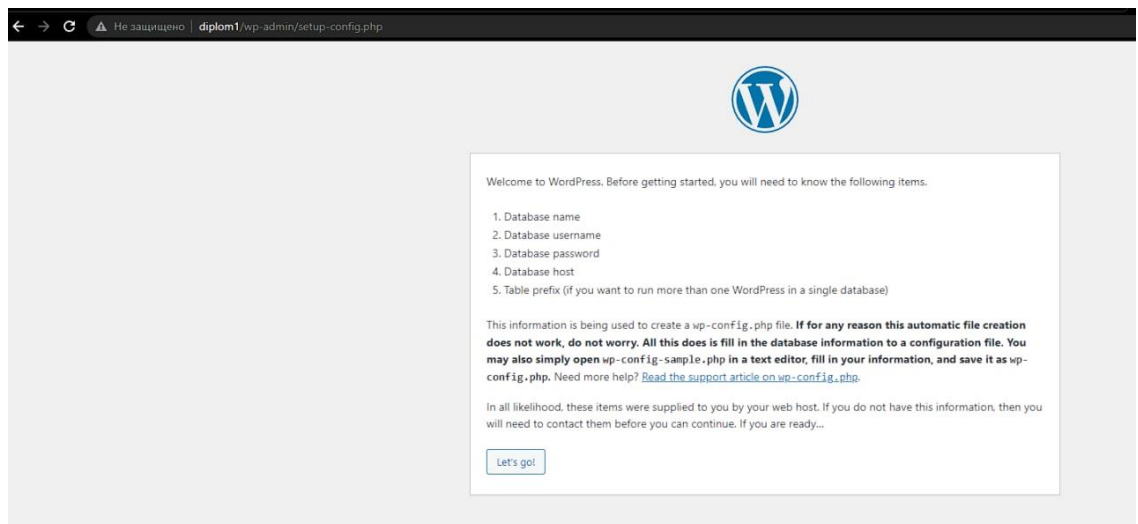 Не защищено | diplom1/wp-admin/setup-config.php
W
Welcome to WordPress. Before getting started, you will need to know the following items.
1. Database name
2. Database username
3. Database password
4. Database host
5. Table prefix (if you want to run more than one WordPress in a single database)
This information is being used to create a wp-config.php file. If for any reason this automatic file creation
does not work, do not worry. All this does is fill in the database information to a configuration file. You
may also simply open wp-config-sample.php in a text editor, fill in your information, and save it as wp-
config.php. Need more help? Read the support article on wp-config.php.
In all likelihood, these items were supplied to you by your web host. If you do not have this information, then you
will need to contact them before you can continue. If you are ready...
Let's go!